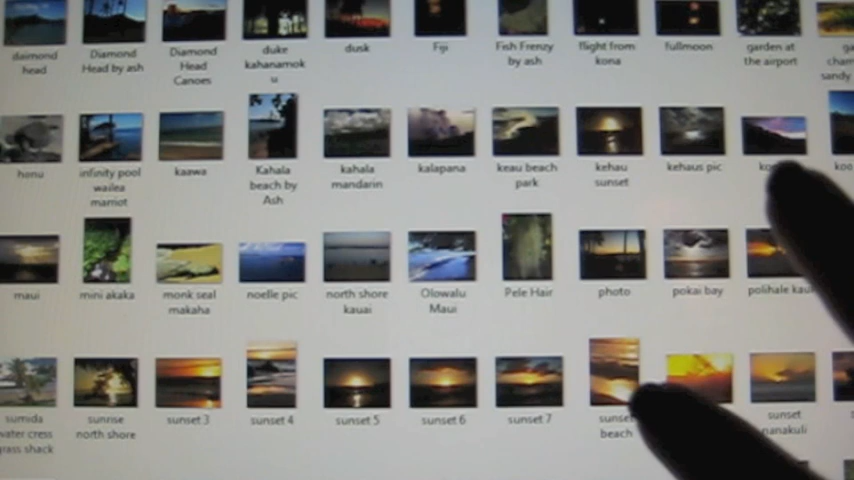 daimond
head
Diamond
Head by ash
Diamond
Head
Canoes
duke
kahanamok
u
dusk
Fiji
Fish Frenzy
by ash
flight from
kona
fullmoon
garden at
the airport
honu
infinity pool
wailea
marriot
kaawa
Kahala
beach by
Ash
kahala
mandarin
kalapana
keau beach
park
kehau
sunset
kehaus pic
maui
mini akaka
monk seal
makaha
noelle pic
north shore
kauai
Olowalu
Maui
Pele Hair
photo
pokai bay
polihale
sumida
water cress
grass shack
sunrise
north shore
sunset 3
sunset 4
sunset 5
sunset 6
sunset 7
sunset
beach
sunset
nanakuli